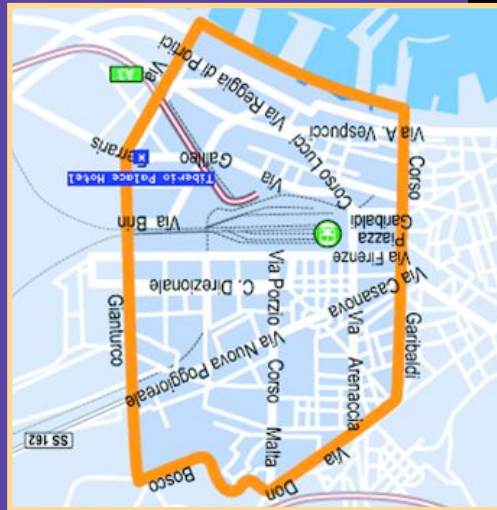 Via Reggia di Portici
A3
Via
Via A. Vespucci
Corso Lucci
Corso
Galileo
Ferraris
Via
Tiberio Palace Hotel
Via Brin
Piazza
Garibaldi
Via Firenze
Via Casanova
C. Direzionale
Via Porzio
Gianturco
Garibaldi
Via Arenaccia
Via Nuova Poggioreale
Corso Malta
SS 162
Via
Don
Bosco